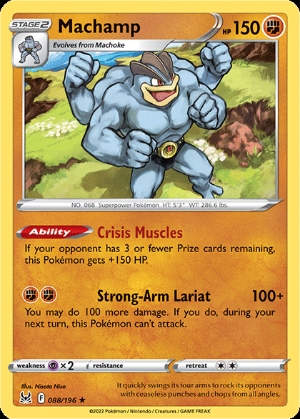 STAGE 2
Machamp
HP 150
Evolves from Machoke
NO. 068 Superpower Pokémon HT: 5'3" WT: 286.6 lbs.
Ability Crisis Muscles
If your opponent has 3 or fewer Prize cards remaining,
this Pokémon gets +150 HP.
Strong-Arm Lariat 100+
You may do 100 more damage. If you do, during your
next turn, this Pokémon can't attack.
weakness ×2 resistance retreat
Illus. Nisota Niso
It quickly swings its four arms to rock its opponents
with ceaseless punches and chops from all angles.
088/196 ★
©2022 Pokémon / Nintendo / Creatures / GAME FREAK